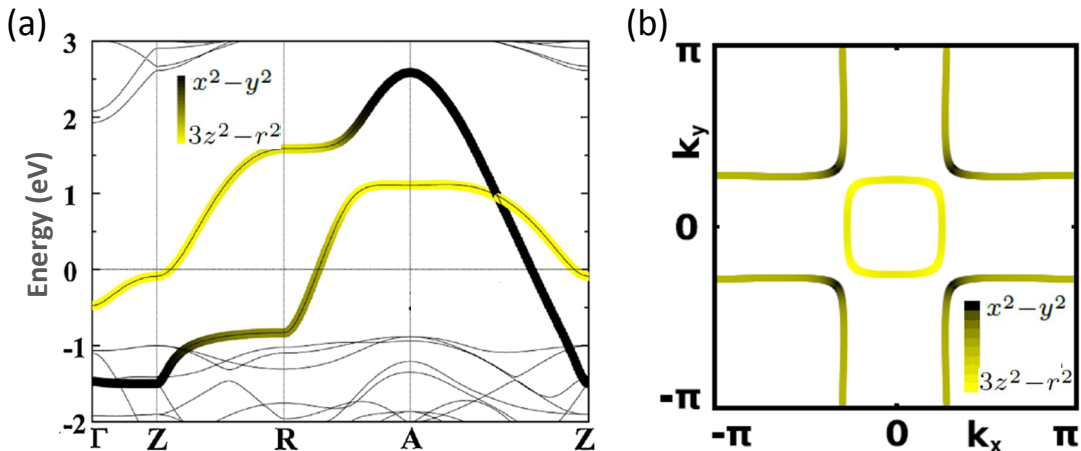 (a)
3
2
1
0
-1
-2
Energy (eV)
x²−y²
3z²−r²
Γ Z R A Z
(b)
π
k_y
0
-π
x²−y²
3z²−r²
-π 0 k_x π